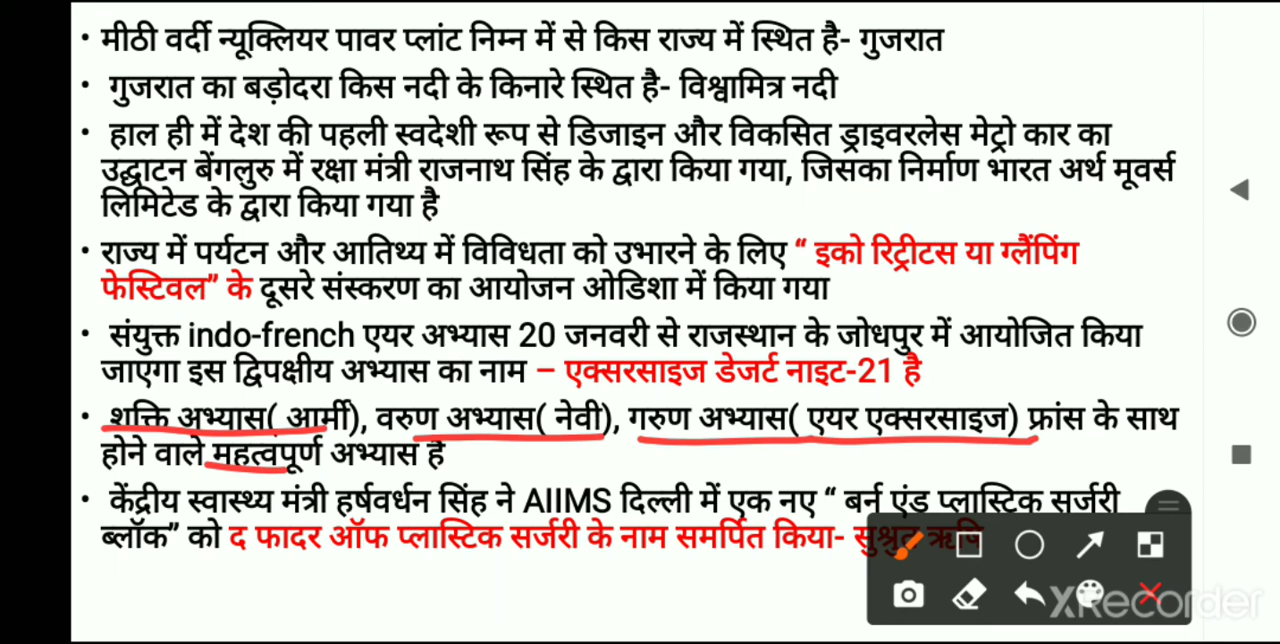 • मीठी वर्दी न्यूक्लियर पावर प्लांट निम्न में से किस राज्य में स्थित है- गुजरात
• गुजरात का बड़ोदरा किस नदी के किनारे स्थित है- विश्वामित्र नदी
• हाल ही में देश की पहली स्वदेशी रूप से डिजाइन और विकसित ड्राइवरलेस मेट्रो कार का
उद्घाटन बेंगलुरु में रक्षा मंत्री राजनाथ सिंह के द्वारा किया गया, जिसका निर्माण भारत अर्थ मूवर्स
लिमिटेड के द्वारा किया गया है
• राज्य में पर्यटन और आतिथ्य में विविधता को उभारने के लिए “ इको रिट्रीटस या ग्लैंपिंग
फेस्टिवल” के दूसरे संस्करण का आयोजन ओडिशा में किया गया
• संयुक्त indo-french एयर अभ्यास 20 जनवरी से राजस्थान के जोधपुर में आयोजित किया
जाएगा इस द्विपक्षीय अभ्यास का नाम – एक्सरसाइज डेजर्ट नाइट-21 है
• शक्ति अभ्यास( आर्मी), वरुण अभ्यास( नेवी), गरुण अभ्यास( एयर एक्सरसाइज) फ्रांस के साथ
होने वाले महत्वपूर्ण अभ्यास है
• केंद्रीय स्वास्थ्य मंत्री हर्षवर्धन सिंह ने AIIMS दिल्ली में एक नए “ बर्न एंड प्लास्टिक सर्जरी
ब्लॉक” को द फादर ऑफ प्लास्टिक सर्जरी के नाम समर्पित किया- सुश्रुत ऋषि
XRecorder